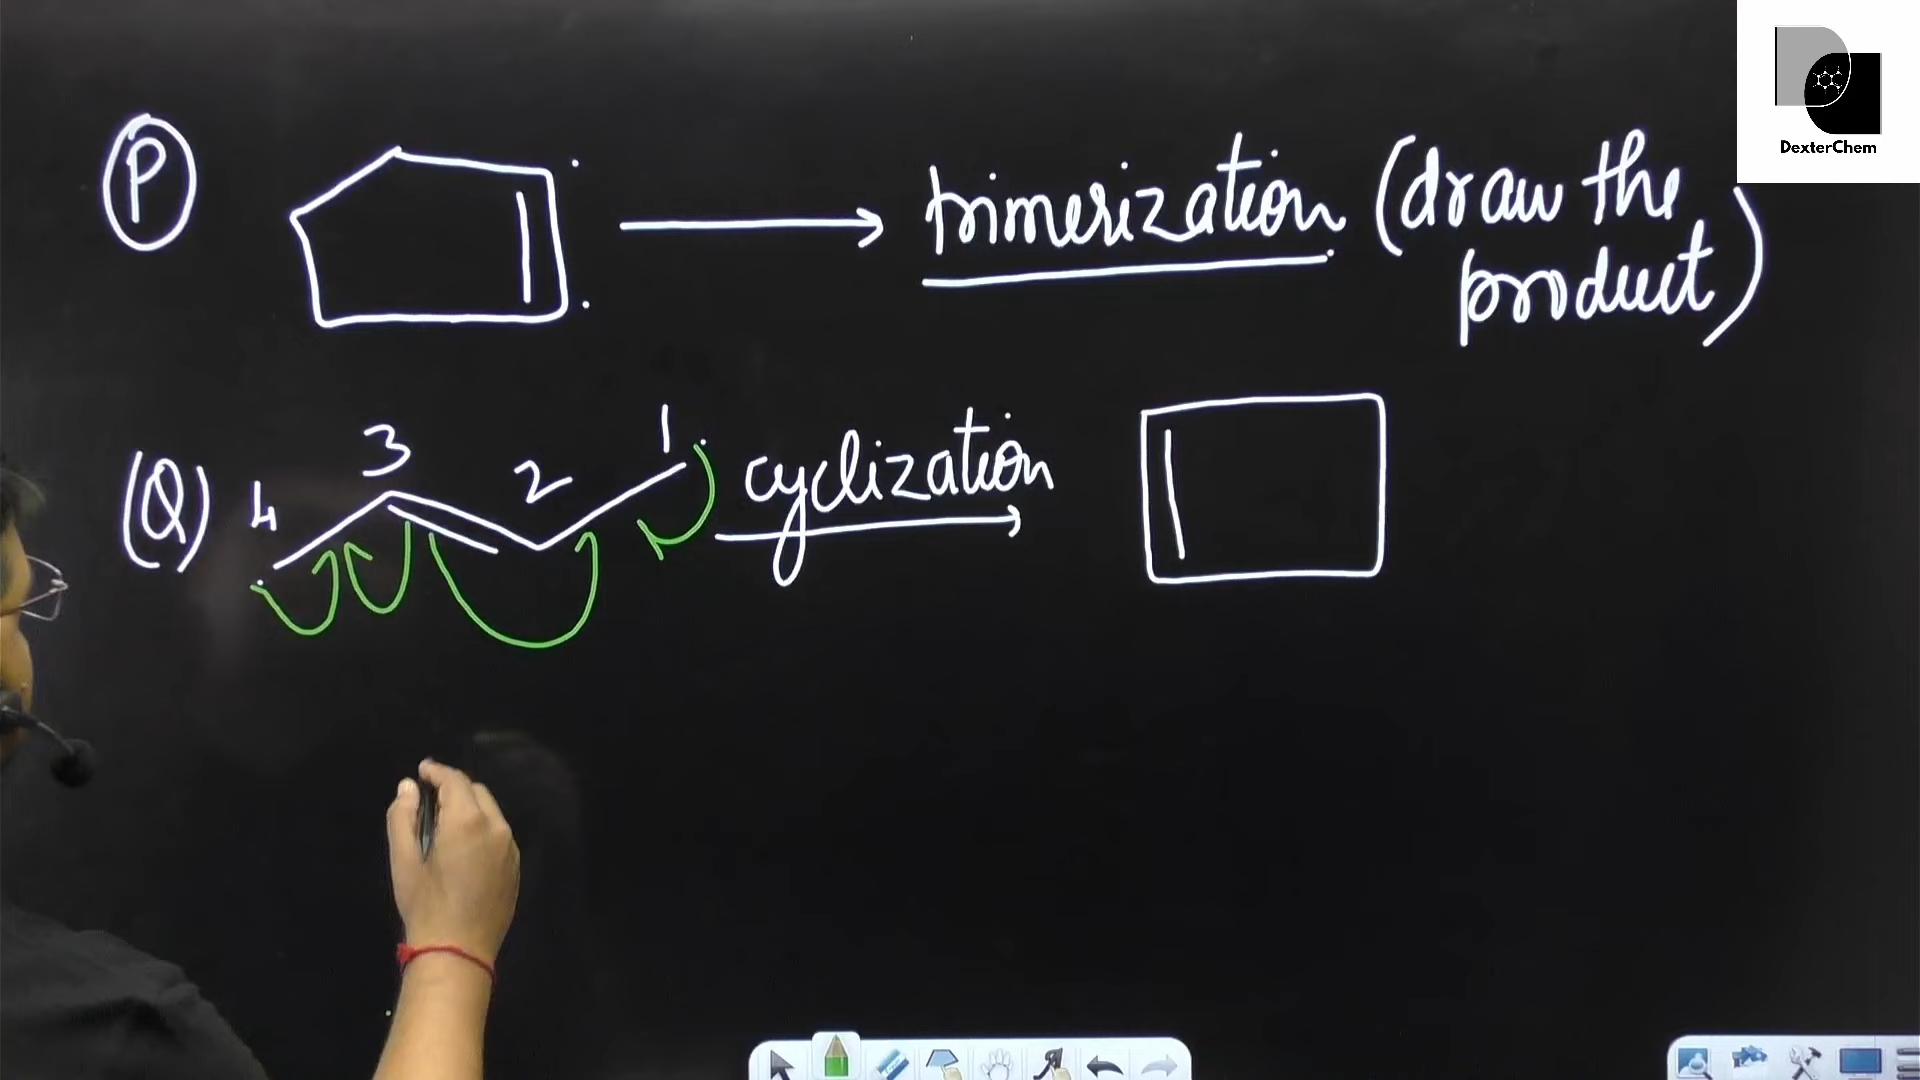 DexterChem
P
trimerization (draw the
product)
(Q) 4 3 2 1 cyclization